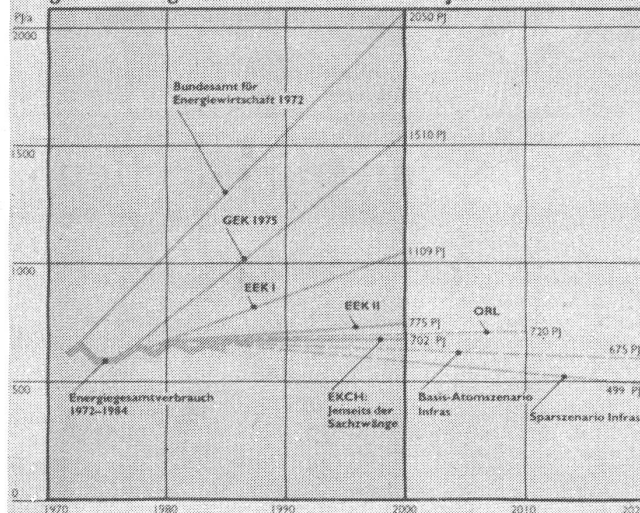 PJ/a
2000
2050 PJ
Bundesamt für
Energiewirtschaft 1972
1500
1510 PJ
GEK 1975
1000
1109 PJ
EEK I
EEK II
ORL
775 PJ
720 PJ
702 PJ
675 PJ
500
499 PJ
Energiegesamtverbrauch
1972–1984
EKCH:
Jenseits der
Sachzwänge
Basis-Atomszenario
Infras
Sparszenario Infras
0
1970
1980
1990
2000
2010